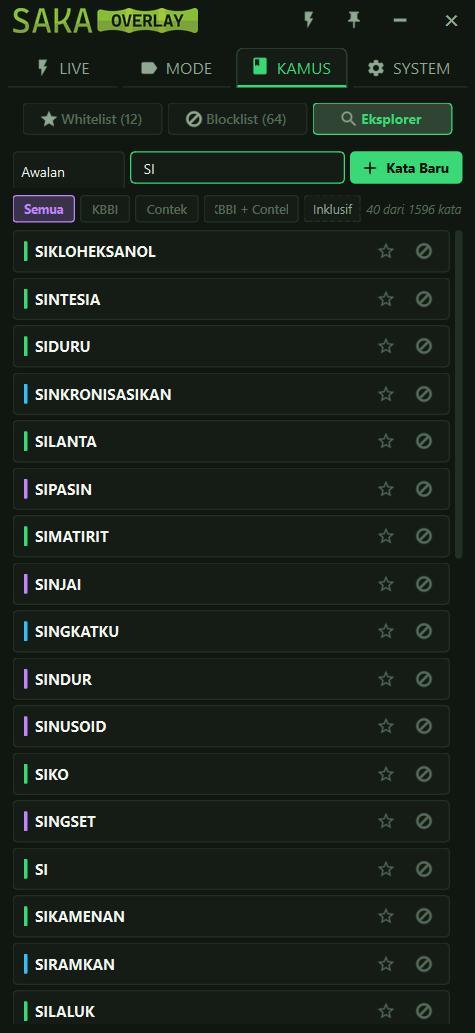 SAKA OVERLAY
LIVE MODE KAMUS SYSTEM
Whitelist (12) Blocklist (64) Eksplorer
Awalan SI + Kata Baru
Semua KBBI Contek KBBI + Contel Inklusif 40 dari 1596 kata
SIKLOHEKSANOL
SINTESIA
SIDURU
SINKRONISASIKAN
SILANTA
SIPASIN
SIMATIRIT
SINJAI
SINGKATKU
SINDUR
SINUSOID
SIKO
SINGSET
SI
SIKAMENAN
SIRAMKAN
SILALUK